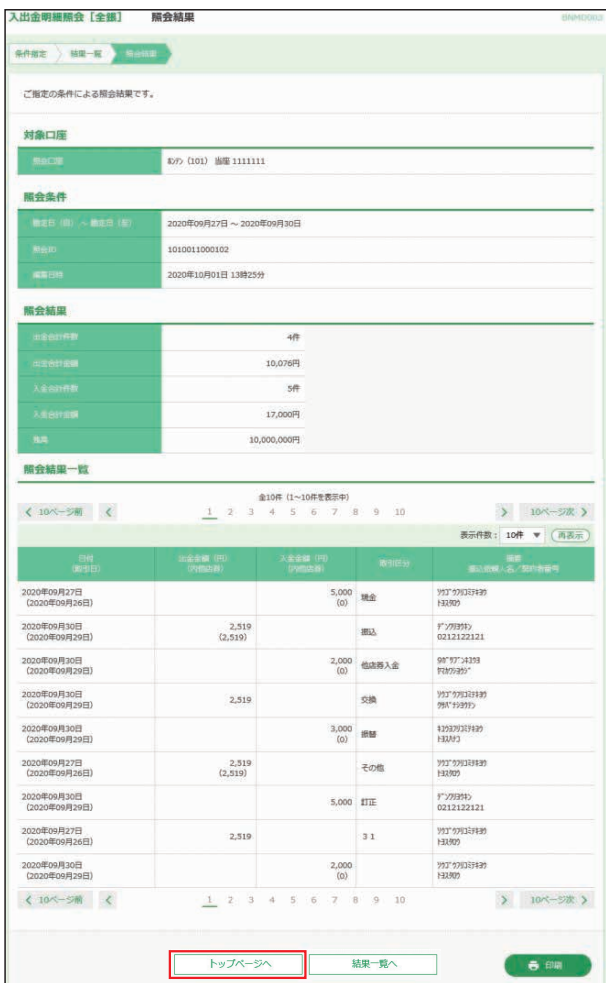 入出金明細照会［全銀］ 照会結果 BNMD0003
条件指定 結果一覧 照会結果
ご指定の条件による照会結果です。
対象口座
照会口座 ﾎﾝﾃﾝ（101） 当座 1111111
照会条件
勘定日（自）～勘定日（至） 2020年09月27日 ～ 2020年09月30日
照会ID 1010011000102
編集日時 2020年10月01日 13時25分
照会結果
出金合計件数 4件
出金合計金額 10,076円
入金合計件数 5件
入金合計金額 17,000円
残高 10,000,000円
照会結果一覧
全10件（1～10件を表示中）
10ページ前 1 2 3 4 5 6 7 8 9 10 10ページ次
表示件数： 10件 再表示
日付 出金金額（円） 入金金額（円） 取引区分 摘要
(取引日) (内他店券) (内他店券)
2020年09月27日 5,000 現金
(2020年09月26日) (0)
2020年09月30日 2,519 振込
(2020年09月29日) (2,519) 0212122121
2020年09月30日 2,000 他店券入金
(2020年09月29日) (0)
2020年09月30日 2,519 交換
(2020年09月29日)
2020年09月30日 3,000 振替
(2020年09月29日) (0)
2020年09月27日 2,519 その他
(2020年09月26日) (2,519)
2020年09月30日 5,000 訂正
(2020年09月29日) 0212122121
2020年09月27日 2,519 31
(2020年09月26日)
2020年09月30日 2,000
(2020年09月29日) (0)
10ページ前 1 2 3 4 5 6 7 8 9 10 10ページ次
トップページへ 結果一覧へ 印刷